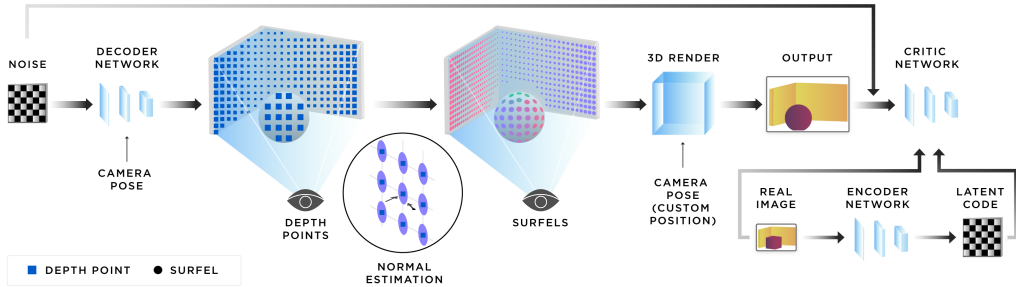 NOISE
DECODER
NETWORK
CAMERA
POSE
DEPTH
POINTS
NORMAL
ESTIMATION
SURFELS
3D RENDER
CAMERA
POSE
(CUSTOM
POSITION)
OUTPUT
CRITIC
NETWORK
REAL
IMAGE
ENCODER
NETWORK
LATENT
CODE
DEPTH POINT
SURFEL